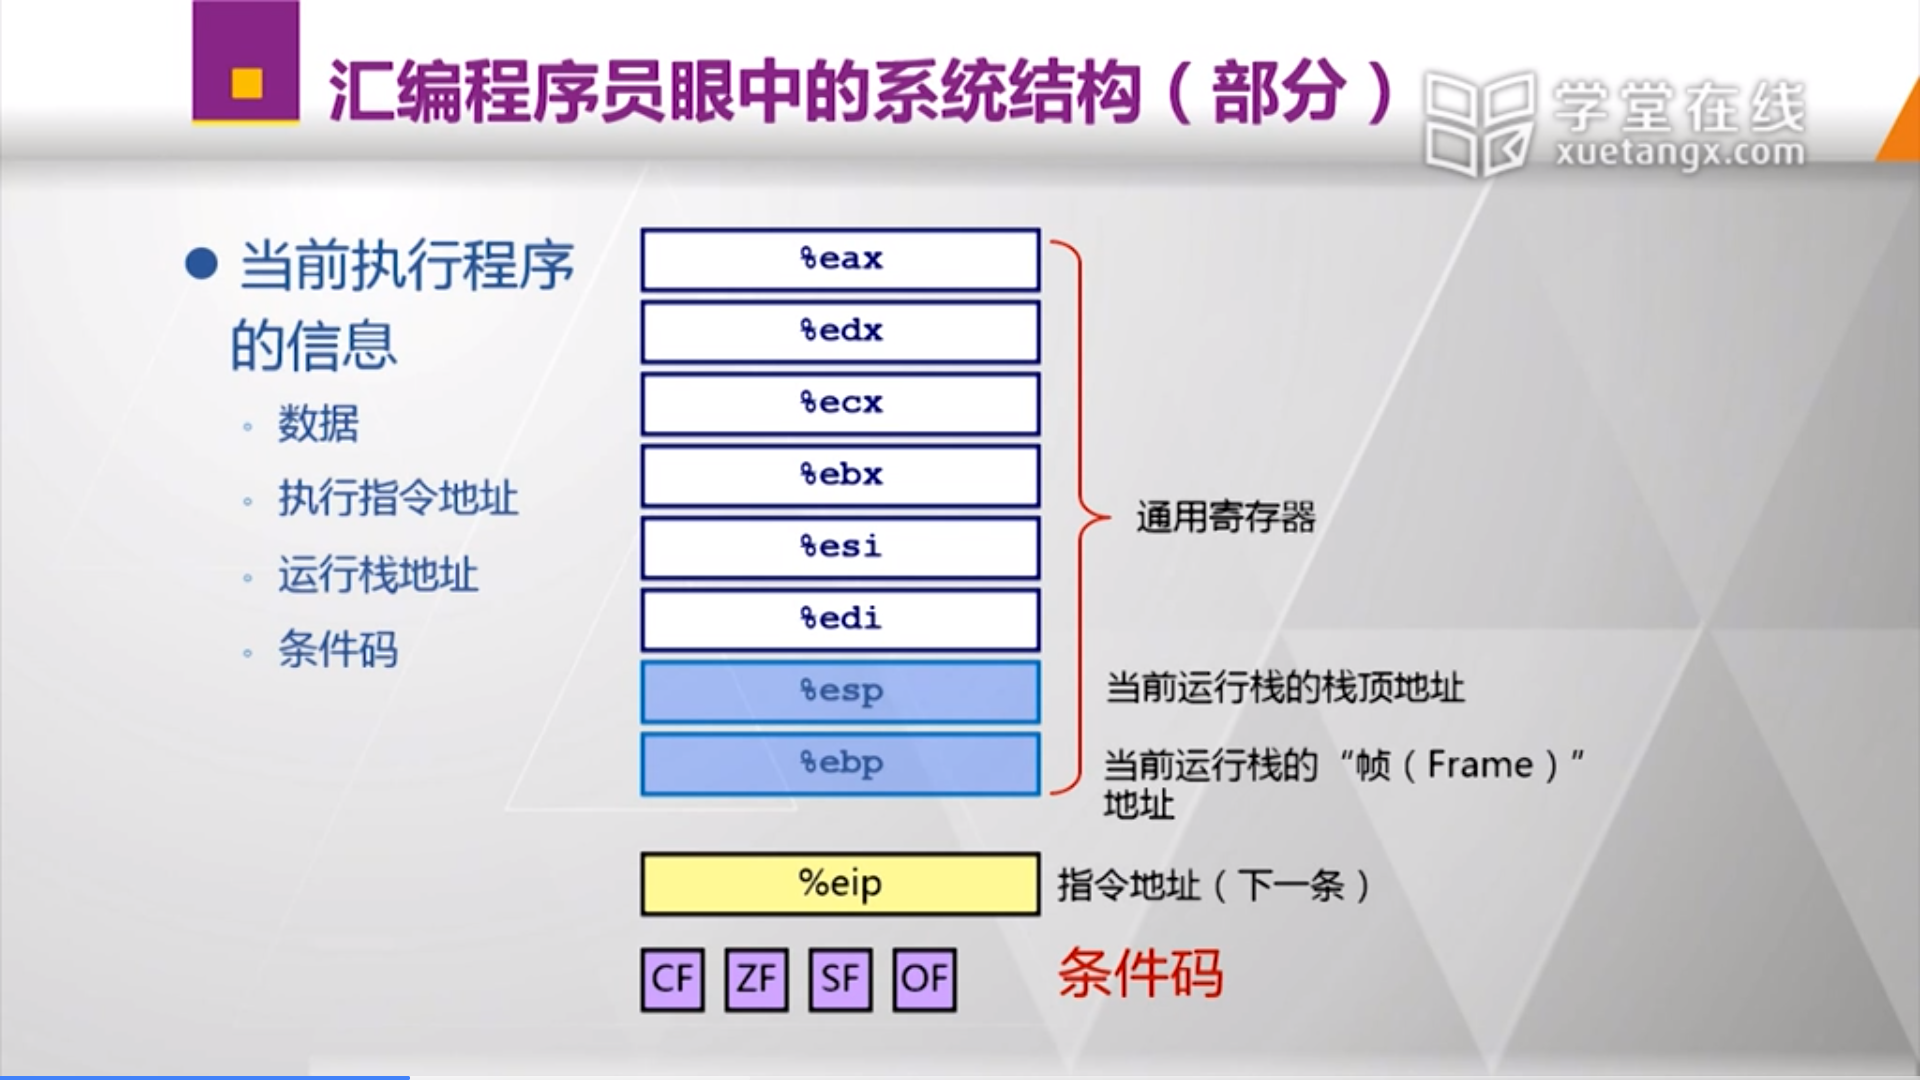 汇编程序员眼中的系统结构（部分）
学堂在线
xuetangx.com
当前执行程序
的信息
数据
执行指令地址
运行栈地址
条件码
%eax
%edx
%ecx
%ebx
%esi
%edi
%esp
%ebp
通用寄存器
当前运行栈的栈顶地址
当前运行栈的“帧（Frame）”
地址
%eip
指令地址（下一条）
CF ZF SF OF
条件码